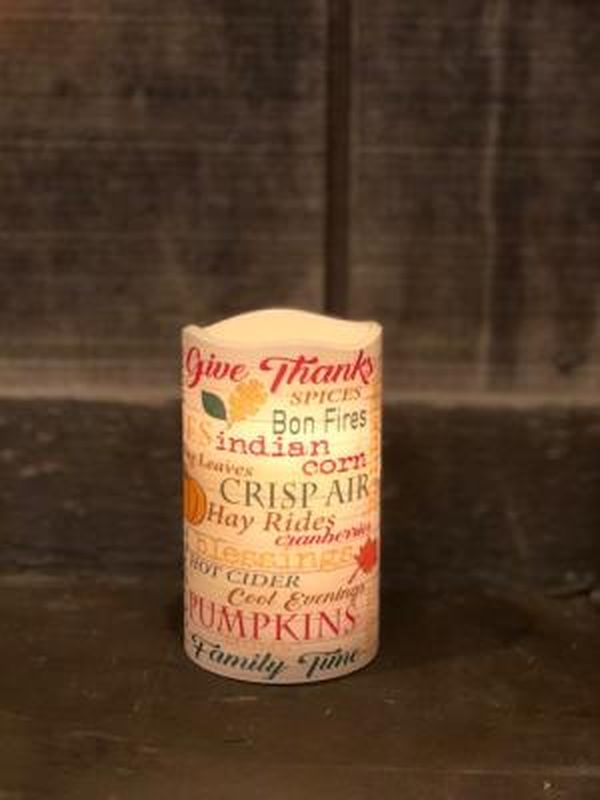 Give Thanks
SPICES
Bon Fires
indian
corn
Leaves
CRISP AIR
Hay Rides
cranberries
blessings
HOT CIDER
Cool Evenings
PUMPKINS
Family Time